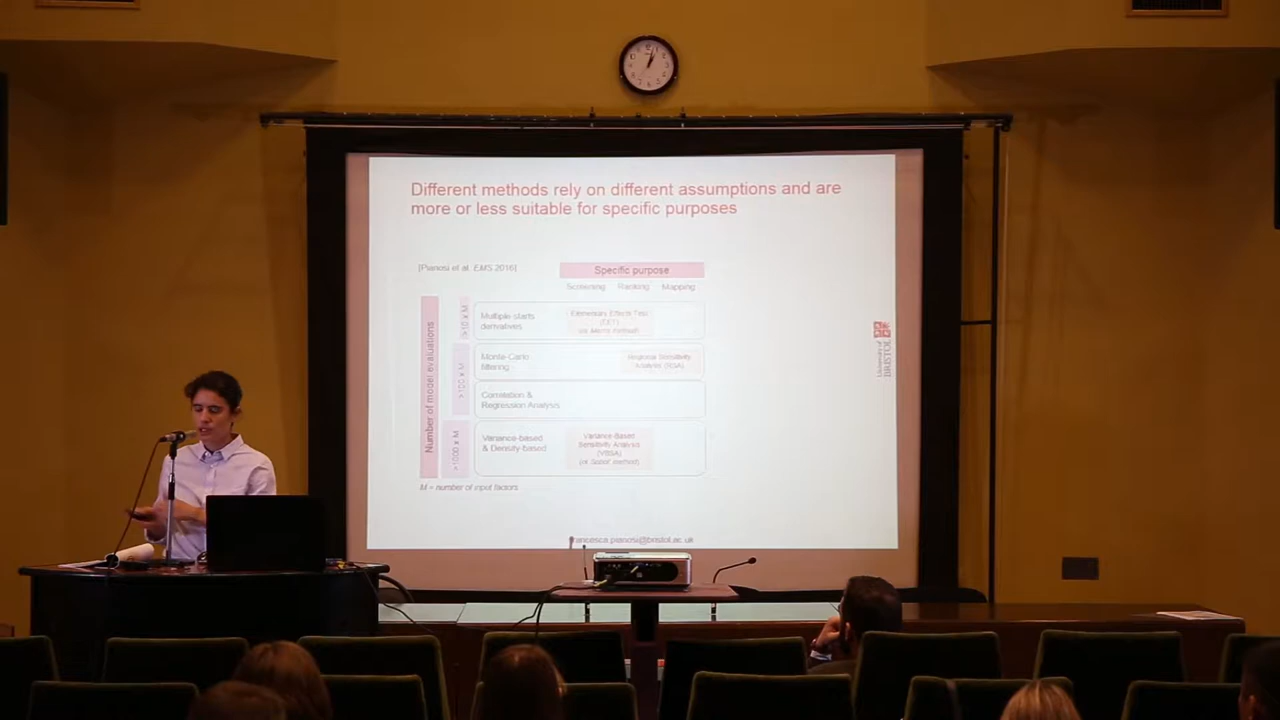 Different methods rely on different assumptions and are
more or less suitable for specific purposes
[Pianosi et al. EMS 2016]
Specific purpose
Screening Ranking Mapping
Number of model evaluations
>10 x M
Multiple starts
derivatives
Elementary Effects Test
(EET)
(or Morris method)
>100 x M
Monte-Carlo
filtering
Regional Sensitivity
Analysis (RSA)
Correlation &
Regression Analysis
>1000 x M
Variance-based
& Density-based
Variance-Based
Sensitivity Analysis
(VBSA)
(or Sobol' method)
M = number of input factors
University of
BRISTOL
francesca.pianosi@bristol.ac.uk